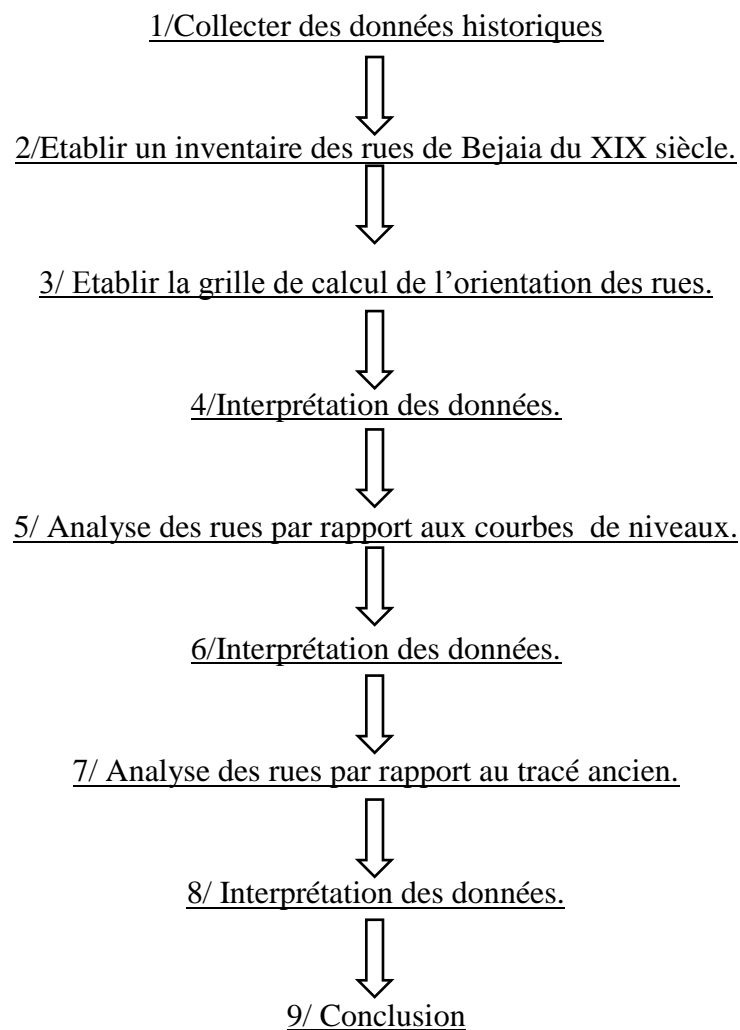 1/Collecter des données historiques
2/Etablir un inventaire des rues de Bejaia du XIX siècle.
3/ Etablir la grille de calcul de l’orientation des rues.
4/Interprétation des données.
5/ Analyse des rues par rapport aux courbes de niveaux.
6/Interprétation des données.
7/ Analyse des rues par rapport au tracé ancien.
8/ Interprétation des données.
9/ Conclusion